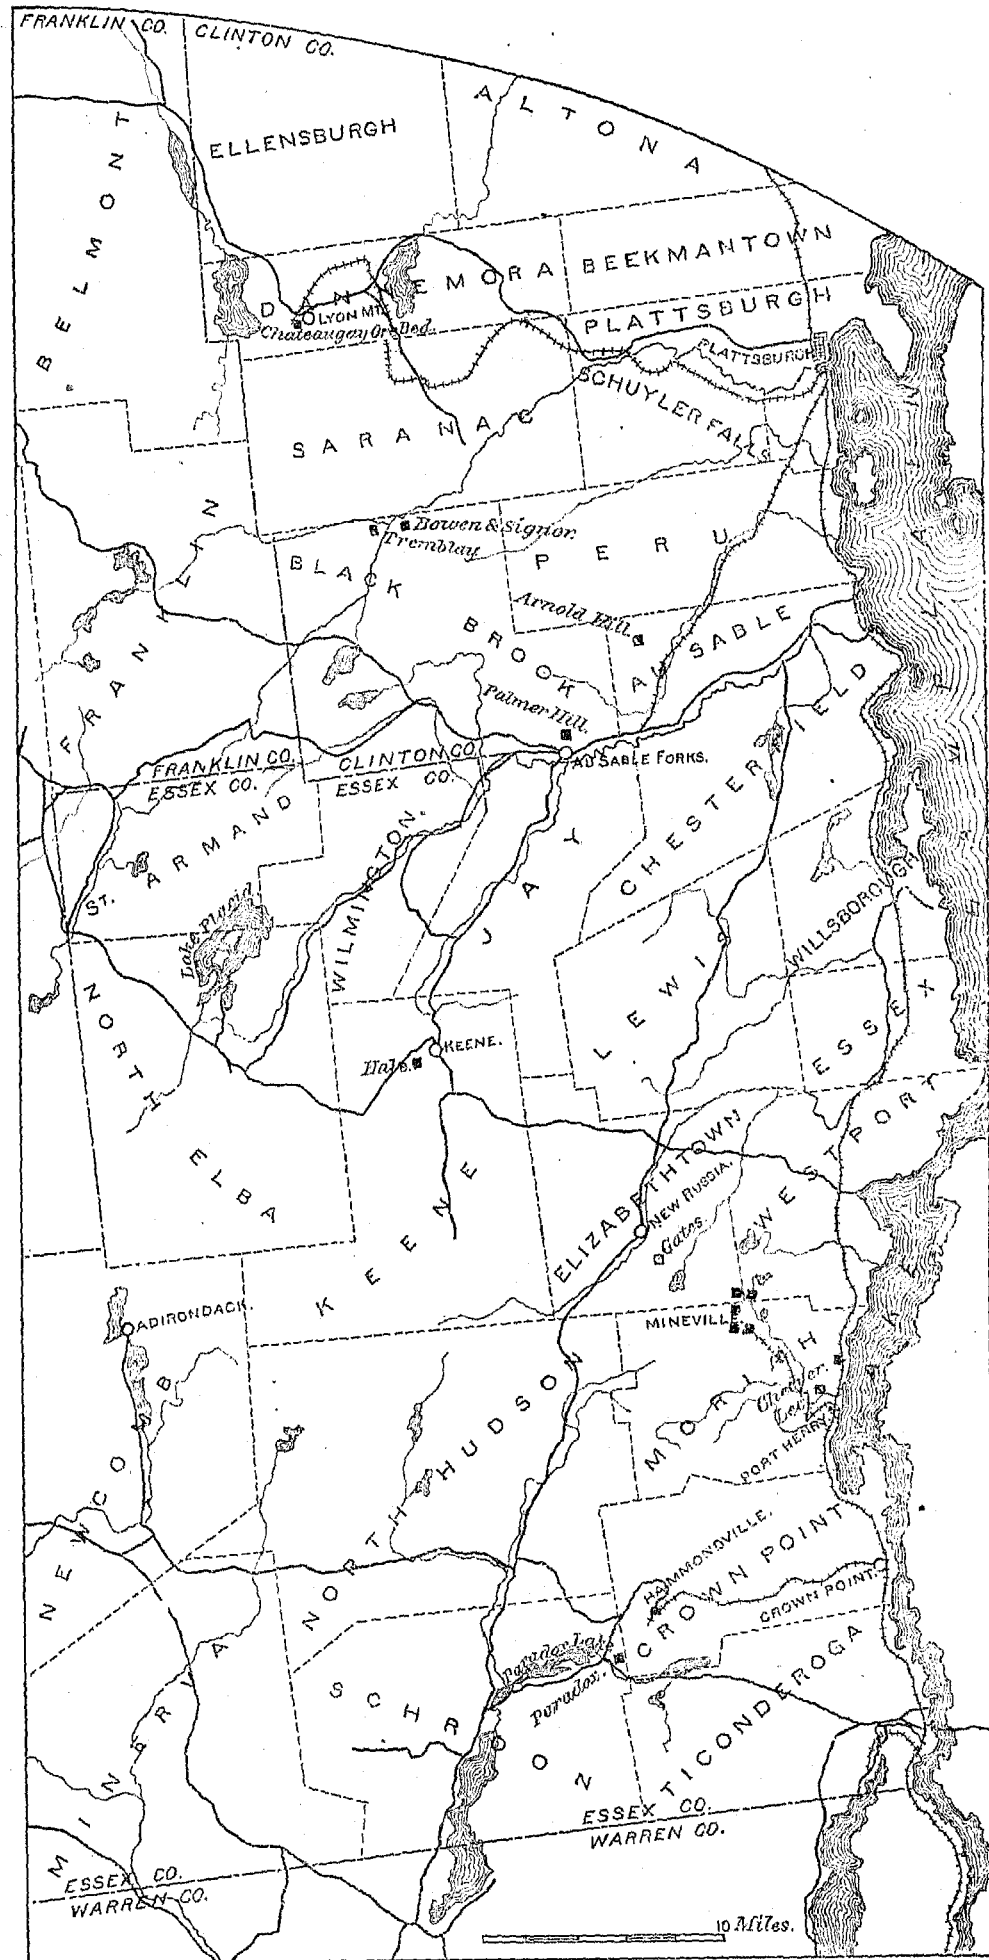 FRANKLIN CO.
CLINTON CO.
ALTONA
ELLENSBURGH
BELMONT
DANNEMORA
BEEKMANTOWN
LYON MT.
Chateaugay Ore Bed.
PLATTSBURGH
PLATTSBURGH
SCHUYLER FALLS
SARANAC
Bowen & Signor.
Tremblay
PERU
BLACK BROOK
FRANKLIN
Arnold Hill.
AU SABLE
Palmer Hill.
AU SABLE FORKS.
FRANKLIN CO.
ESSEX CO.
CLINTON CO.
ESSEX CO.
CHESTERFIELD
ST. ARMAND
WILMINGTON.
JAY
Lake Placid
WILLSBOROUGH
LEWIS
ESSEX
NORTH ELBA
KEENE.
Hale.
WESTPORT
ELIZABETHTOWN
NEW RUSSIA.
Gates
KEENE
ADIRONDACK.
MINEVILLE
MORIAH
Cheever.
Lee
PORT HENRY
NEWCOMB
NORTH HUDSON
HAMMONDVILLE.
CROWN POINT
CROWN POINT.
Paradox La.
Paradox.
SCHROON
TICONDEROGA
MINERVA
ESSEX CO.
WARREN CO.
ESSEX CO.
WARREN CO.
10 Miles.